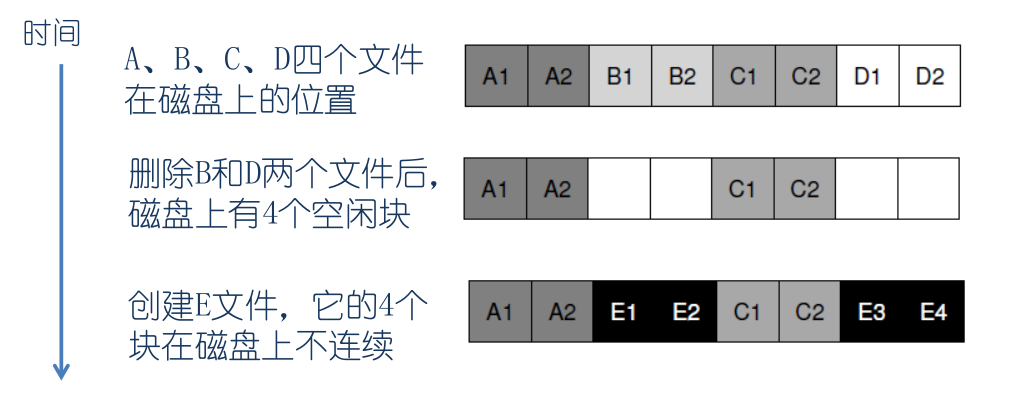 时间
A、B、C、D四个文件
在磁盘上的位置
A1 A2 B1 B2 C1 C2 D1 D2
删除B和D两个文件后，
磁盘上有4个空闲块
A1 A2 C1 C2
创建E文件，它的4个
块在磁盘上不连续
A1 A2 E1 E2 C1 C2 E3 E4